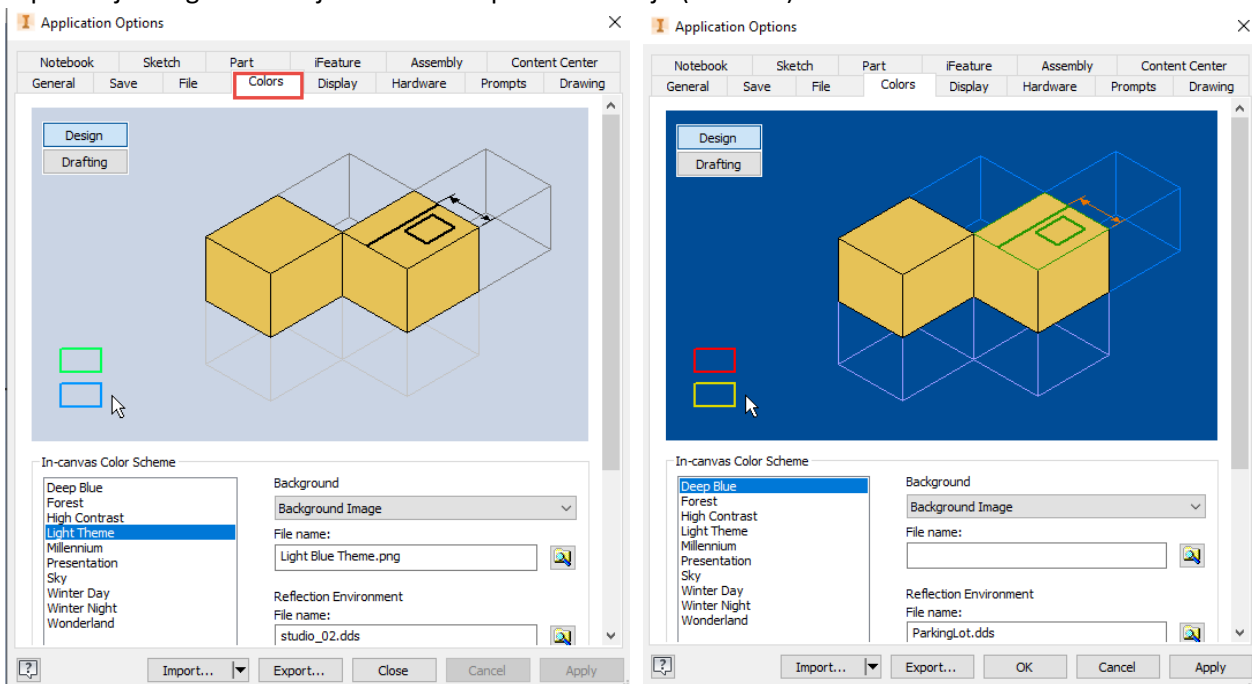 Application Options
Notebook Sketch Part iFeature Assembly Content Center
General Save File Colors Display Hardware Prompts Drawing
Design
Drafting
In-canvas Color Scheme
Deep Blue
Forest
High Contrast
Light Theme
Millennium
Presentation
Sky
Winter Day
Winter Night
Wonderland
Background
Background Image
File name:
Light Blue Theme.png
Reflection Environment
File name:
studio_02.dds
Import... Export... Close Cancel Apply
Application Options
Notebook Sketch Part iFeature Assembly Content Center
General Save File Colors Display Hardware Prompts Drawing
Design
Drafting
In-canvas Color Scheme
Deep Blue
Forest
High Contrast
Light Theme
Millennium
Presentation
Sky
Winter Day
Winter Night
Wonderland
Background
Background Image
File name:
Reflection Environment
File name:
ParkingLot.dds
Import... Export... OK Cancel Apply